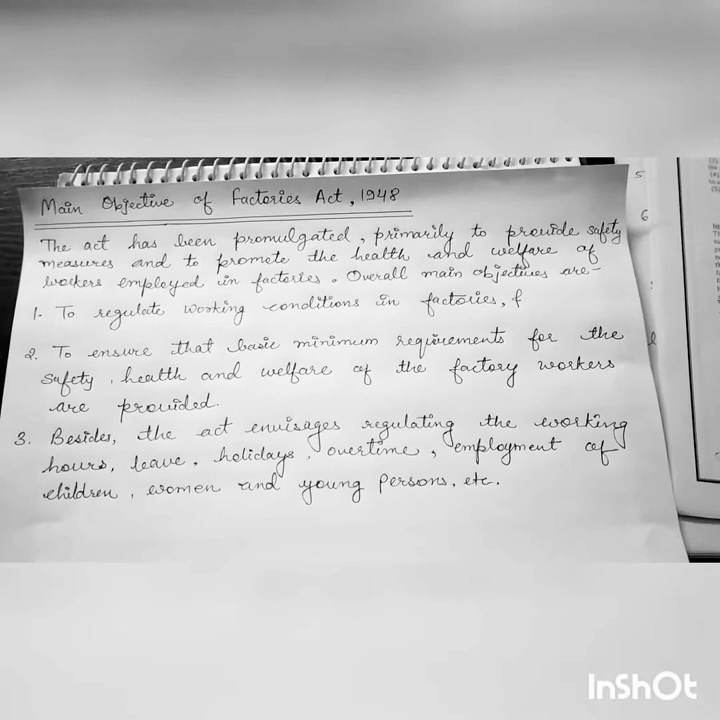 Main Objective of Factories Act, 1948
The act has been promulgated, primarily to provide safety
measures and to promote the health and welfare of
workers employed in factories. Overall main objectives are-
1. To regulate working conditions in factories, &
2. To ensure that basic minimum requirements for the
safety, health and welfare of the factory workers
are provided.
3. Besides, the act envisages regulating the working
hours, leave, holidays, overtime, employment of
children, women and young persons, etc.
5
6
InShOt